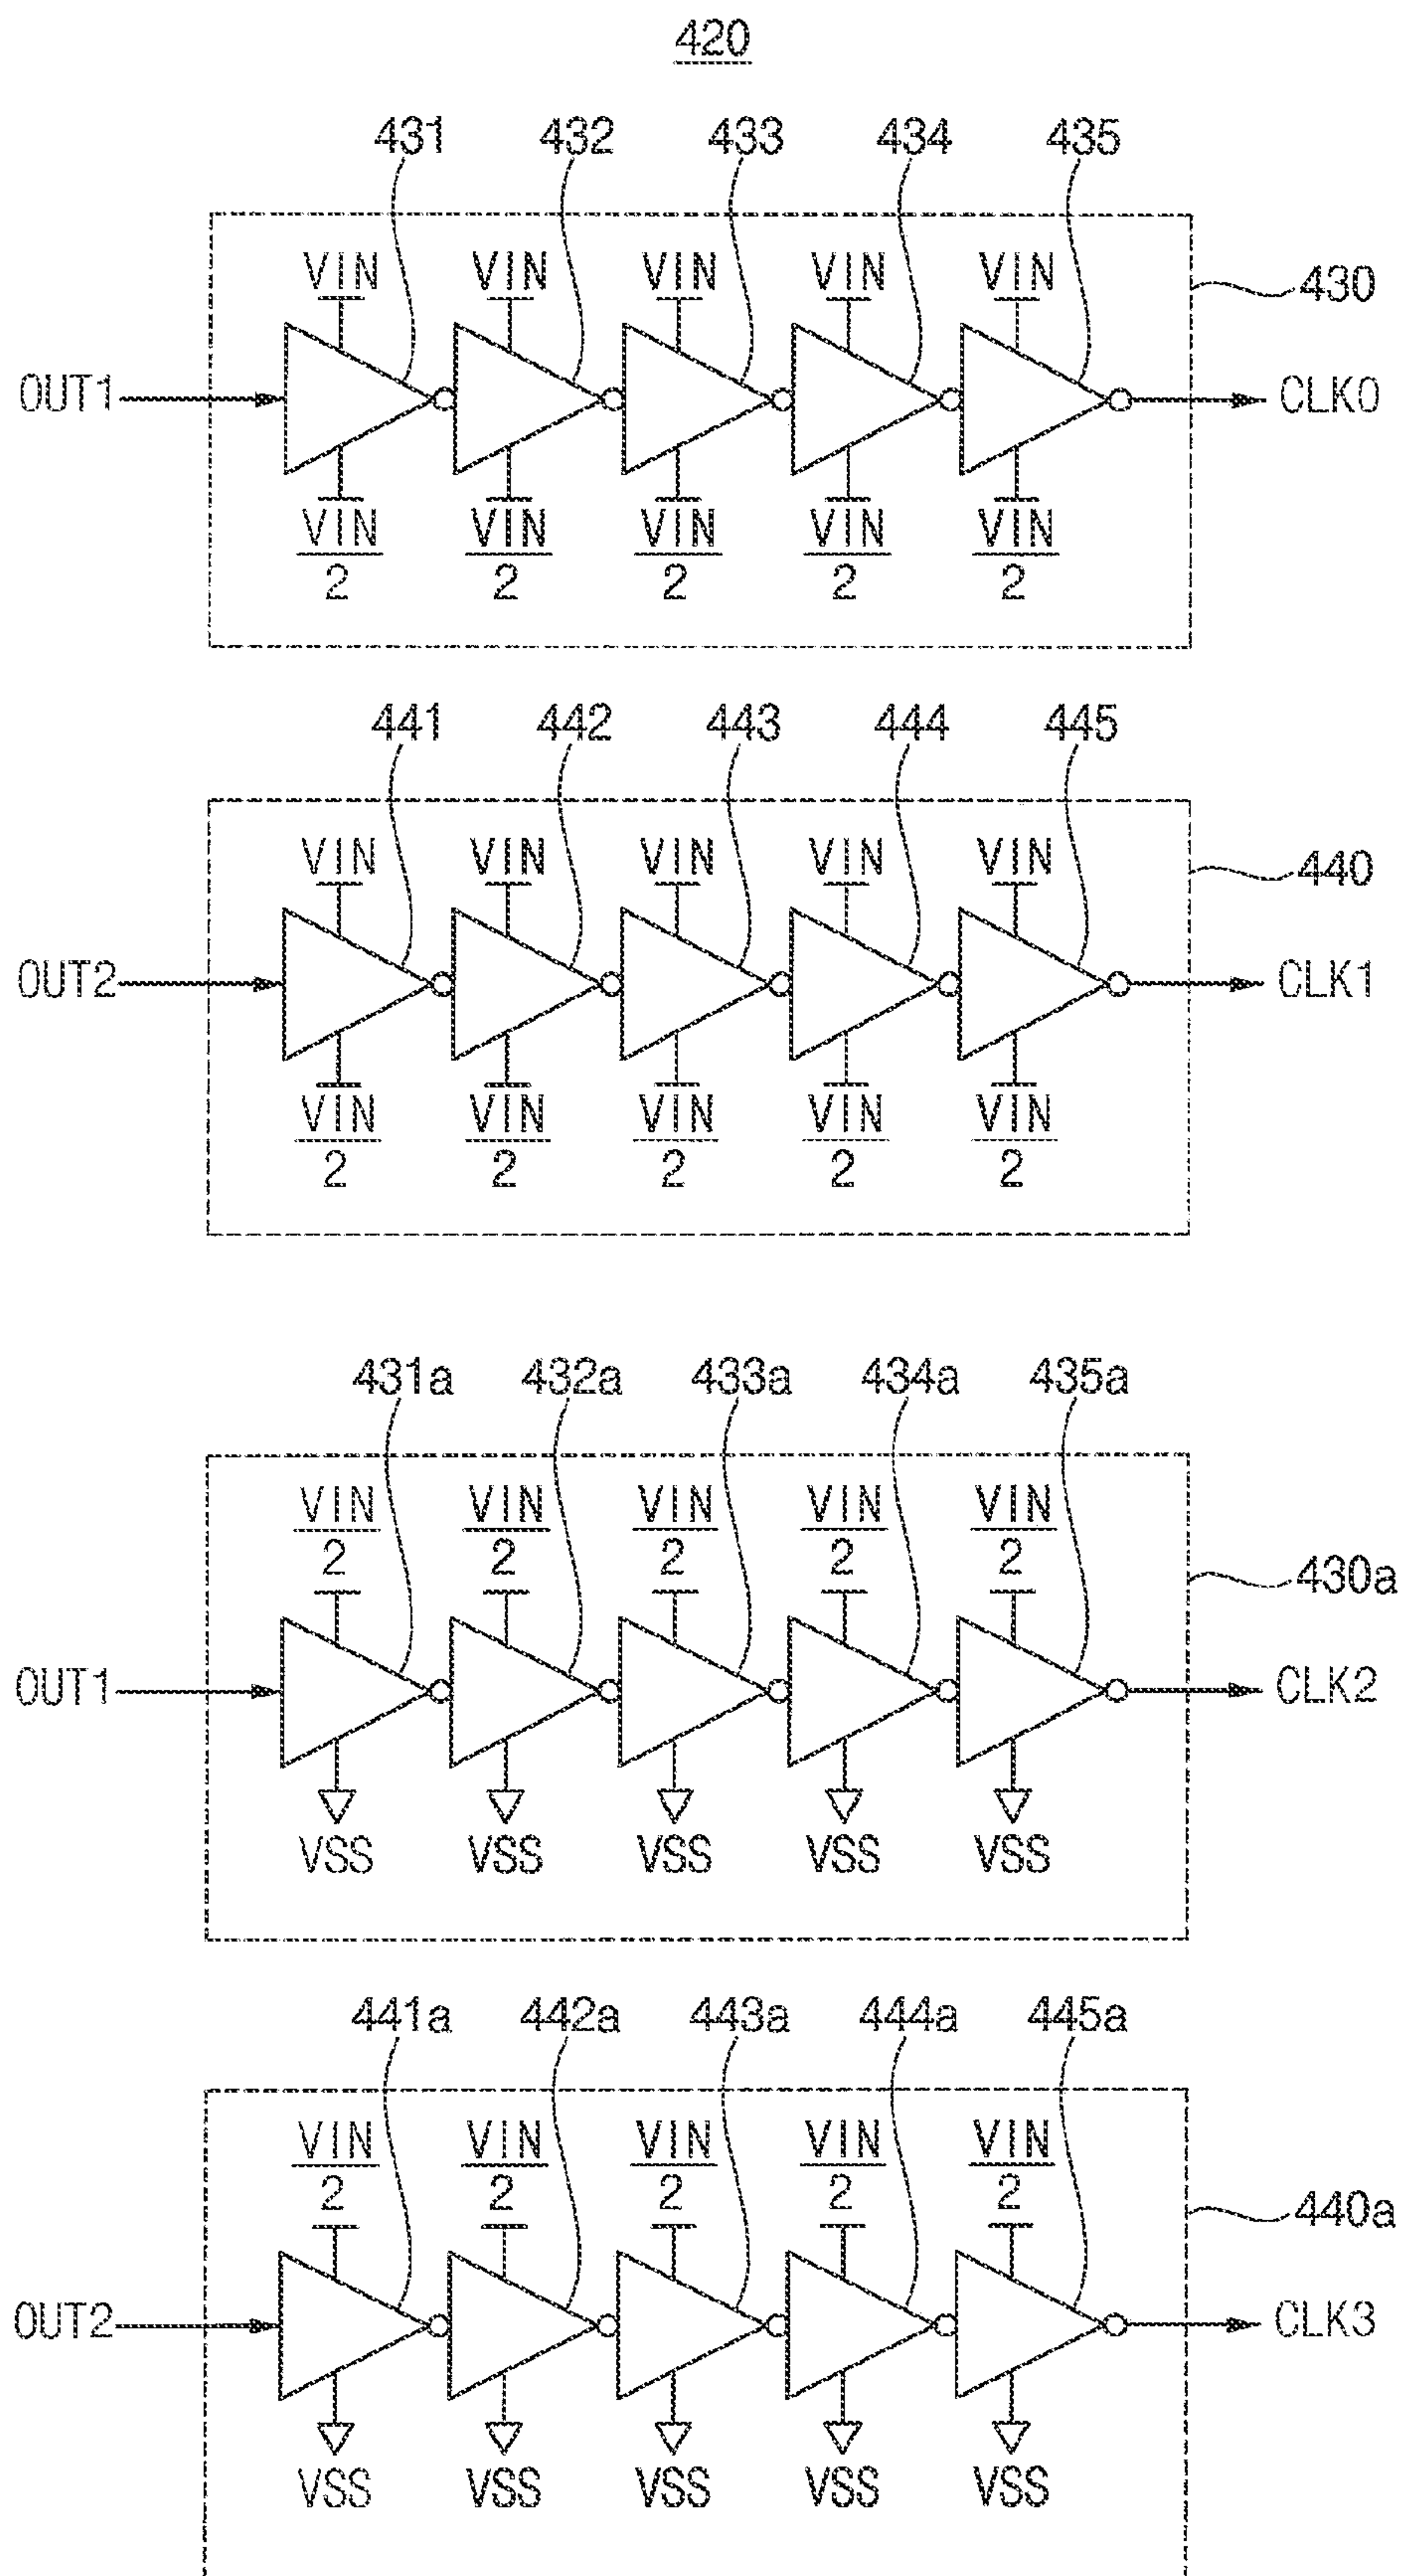 420
431 432 433 434 435
VIN VIN VIN VIN VIN
430
OUT1 CLK0
VIN VIN VIN VIN VIN
2 2 2 2 2
441 442 443 444 445
VIN VIN VIN VIN VIN
440
OUT2 CLK1
VIN VIN VIN VIN VIN
2 2 2 2 2
431a 432a 433a 434a 435a
VIN VIN VIN VIN VIN
2 2 2 2 2
430a
OUT1 CLK2
VSS VSS VSS VSS VSS
441a 442a 443a 444a 445a
VIN VIN VIN VIN VIN
2 2 2 2 2
440a
OUT2 CLK3
VSS VSS VSS VSS VSS